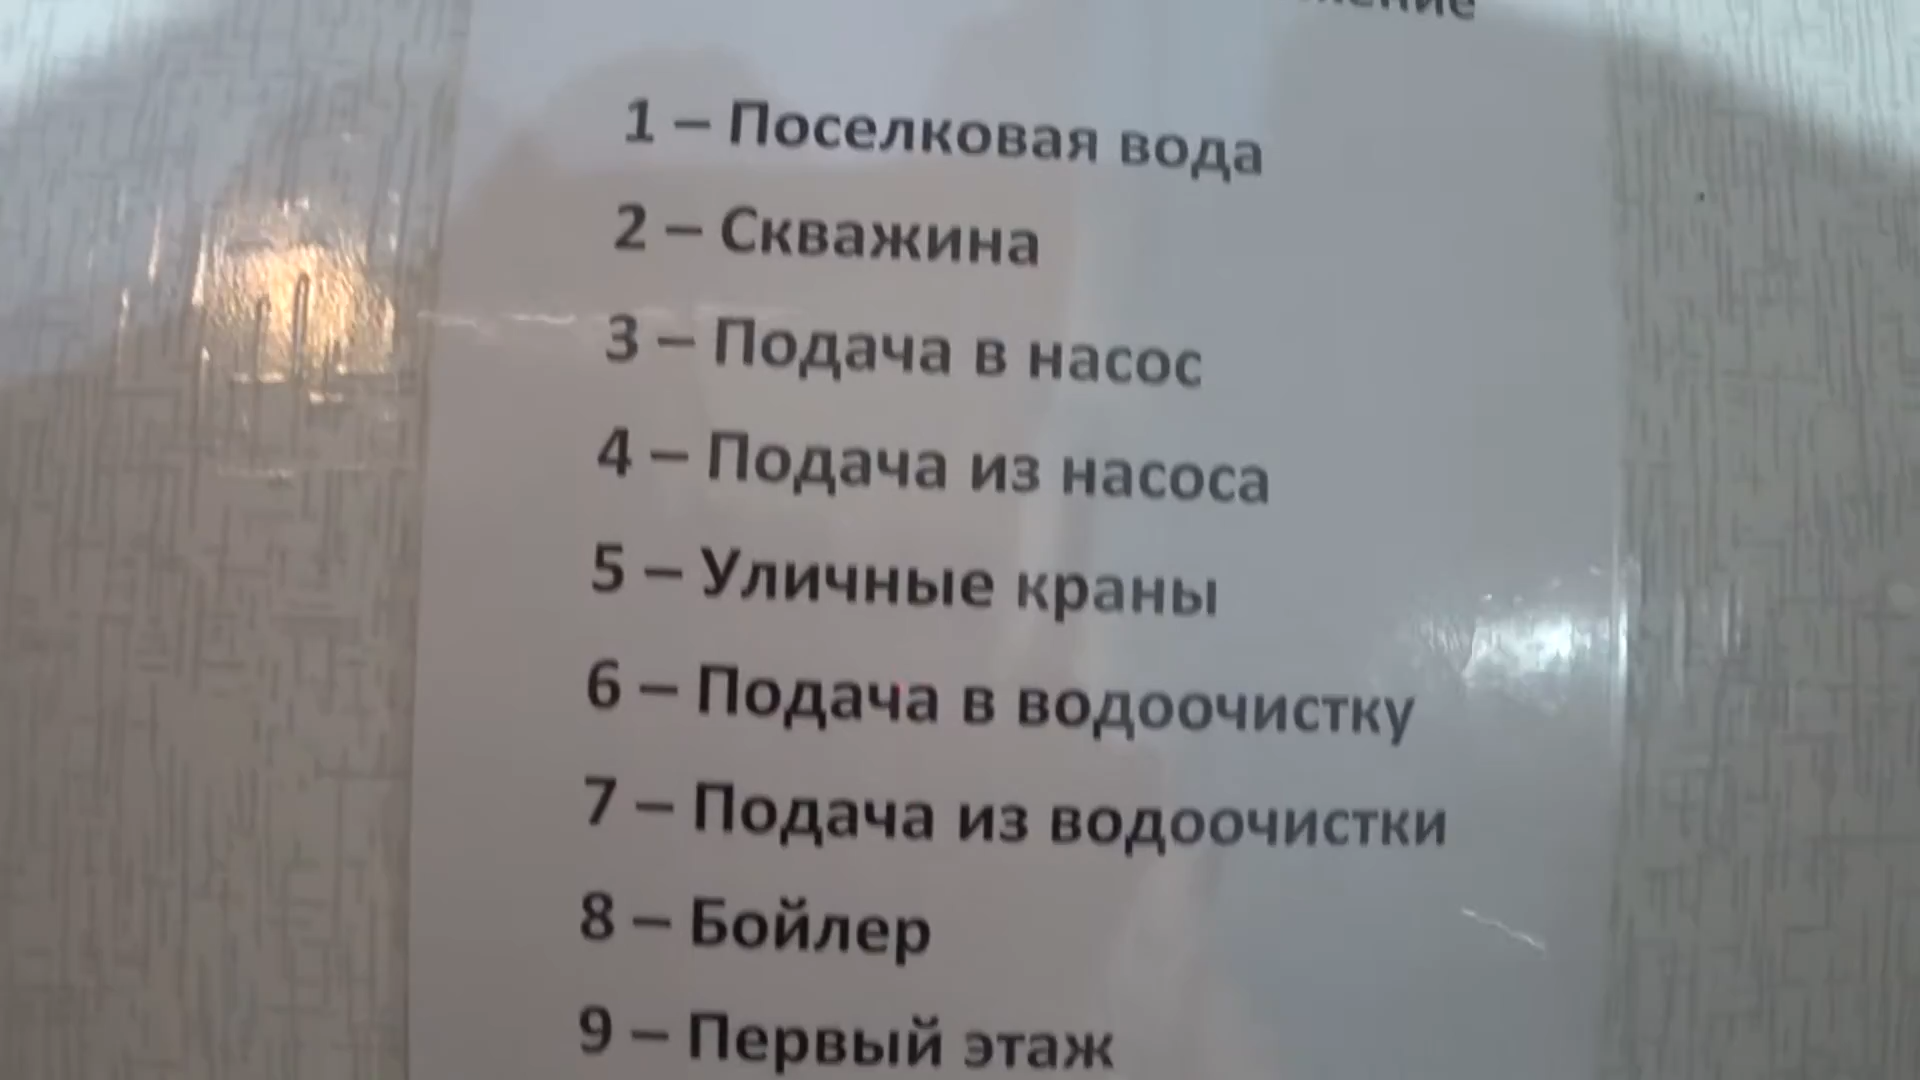 1 – Поселковая вода
2 – Скважина
3 – Подача в насос
4 – Подача из насоса
5 – Уличные краны
6 – Подача в водоочистку
7 – Подача из водоочистки
8 – Бойлер
9 – Первый этаж